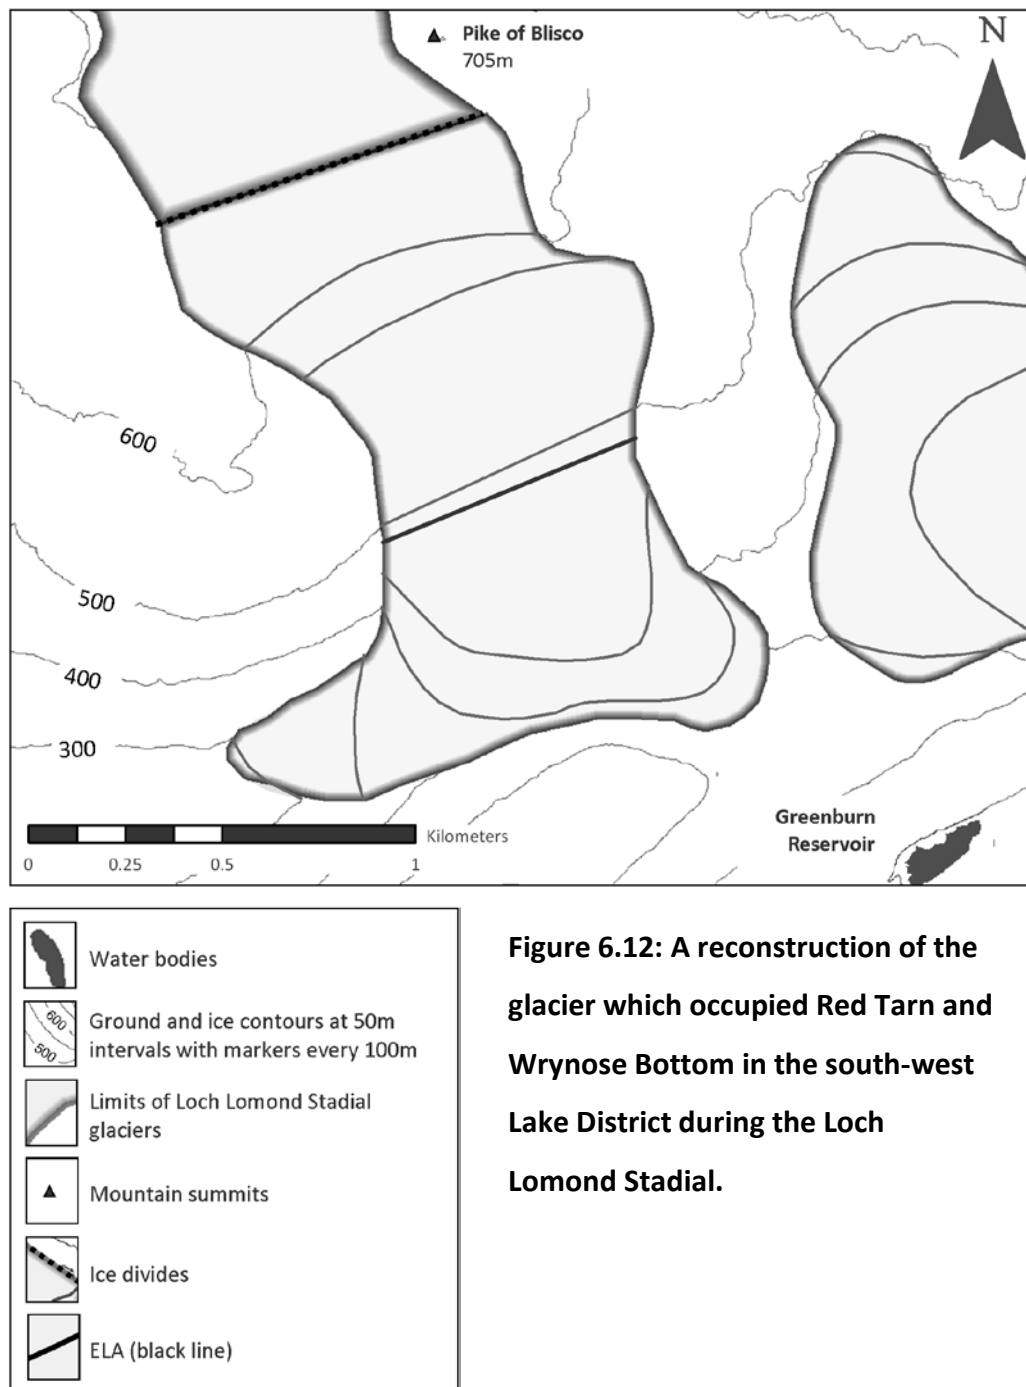 Pike of Blisco
705m
N
600
500
400
300
Kilometers
0 0.25 0.5 1
Greenburn
Reservoir
Water bodies
600
500
Ground and ice contours at 50m
intervals with markers every 100m
Limits of Loch Lomond Stadial
glaciers
Mountain summits
Ice divides
ELA (black line)
Figure 6.12: A reconstruction of the
glacier which occupied Red Tarn and
Wrynose Bottom in the south-west
Lake District during the Loch
Lomond Stadial.